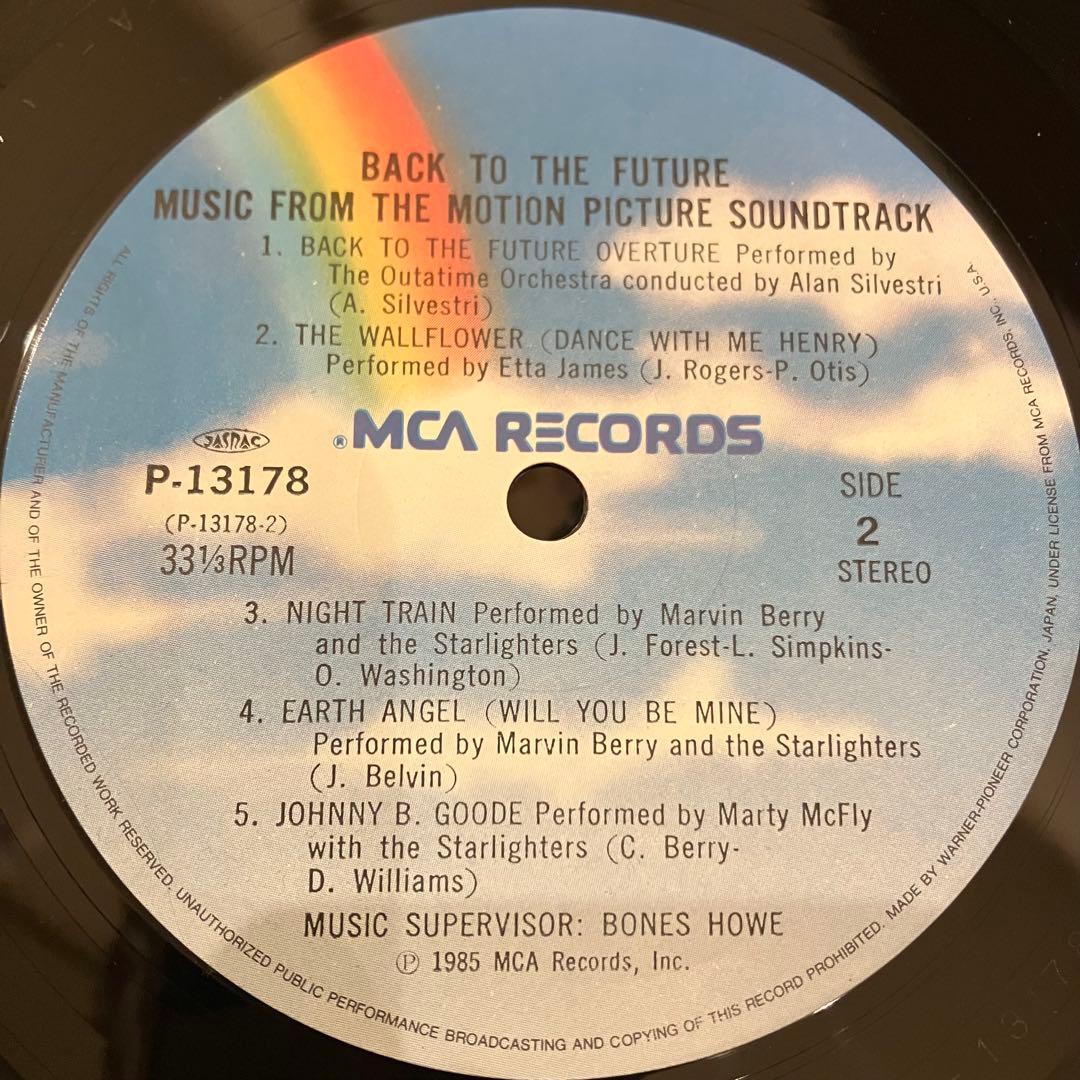 BACK TO THE FUTURE
MUSIC FROM THE MOTION PICTURE SOUNDTRACK
1. BACK TO THE FUTURE OVERTURE Performed by
The Outatime Orchestra conducted by Alan Silvestri
(A. Silvestri)
2. THE WALLFLOWER (DANCE WITH ME HENRY)
Performed by Etta James (J. Rogers-P. Otis)
® MCA RECORDS
JASRAC
P-13178
(P-13178-2)
33⅓RPM
SIDE
2
STEREO
3. NIGHT TRAIN Performed by Marvin Berry
and the Starlighters (J. Forest-L. Simpkins-
O. Washington)
4. EARTH ANGEL (WILL YOU BE MINE)
Performed by Marvin Berry and the Starlighters
(J. Belvin)
5. JOHNNY B. GOODE Performed by Marty McFly
with the Starlighters (C. Berry-
D. Williams)
MUSIC SUPERVISOR: BONES HOWE
℗ 1985 MCA Records, Inc.
ALL RIGHTS OF THE MANUFACTURER AND OF THE OWNER OF THE RECORDED WORK RESERVED. UNAUTHORIZED PUBLIC PERFORMANCE BROADCASTING AND COPYING OF THIS RECORD PROHIBITED. MADE BY WARNER-PIONEER CORPORATION, JAPAN, UNDER LICENSE FROM MCA RECORDS, INC. U.S.A.